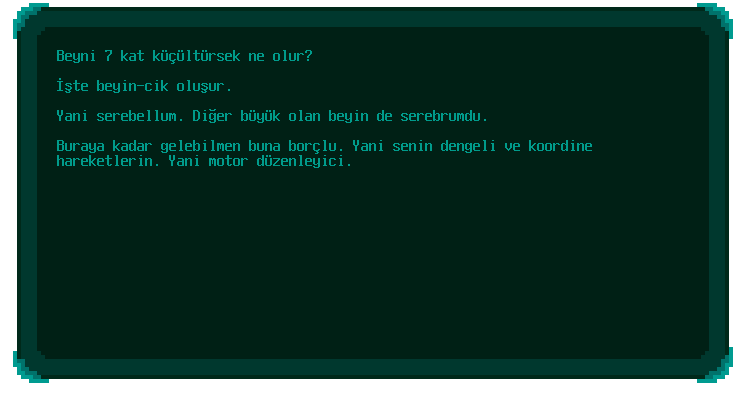 Beyni 7 kat küçültürsek ne olur?
İşte beyin-cik oluşur.
Yani serebellum. Diğer büyük olan beyin de serebrumdu.
Buraya kadar gelebilmen buna borçlu. Yani senin dengeli ve koordine
hareketlerin. Yani motor düzenleyici.